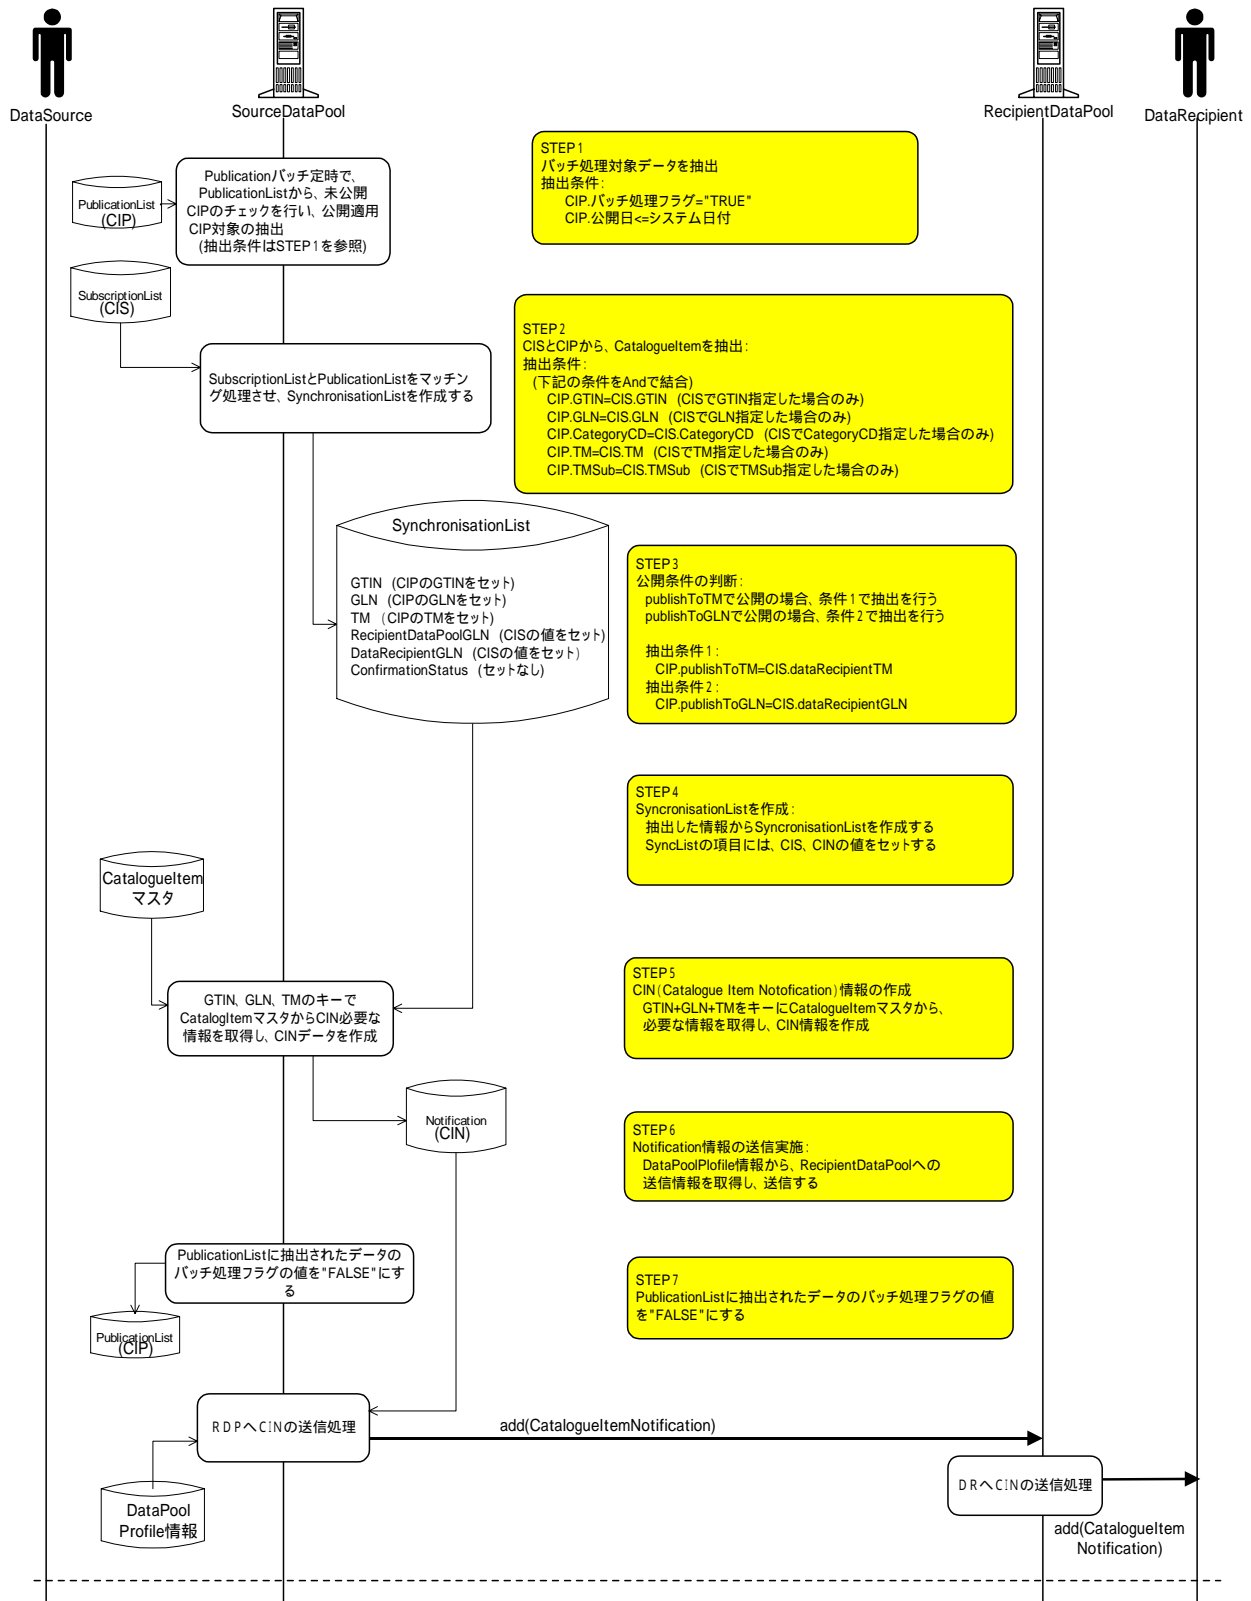 DataSource
SourceDataPool
RecipientDataPool
DataRecipient
PublicationList
(CIP)
Publicationバッチ定時で、
PublicationListから、未公開
CIPのチェックを行い、公開適用
CIP対象の抽出
(抽出条件はSTEP1を参照)
STEP1
バッチ処理対象データを抽出
抽出条件:
CIP.バッチ処理フラグ="TRUE"
CIP.公開日<=システム日付
SubscriptionList
(CIS)
SubscriptionListとPublicationListをマッチン
グ処理させ、SynchronisationListを作成する
STEP2
CISとCIPから、CatalogueItemを抽出:
抽出条件:
(下記の条件をAndで結合)
CIP.GTIN=CIS.GTIN (CISでGTIN指定した場合のみ)
CIP.GLN=CIS.GLN (CISでGLN指定した場合のみ)
CIP.CategoryCD=CIS.CategoryCD (CISでCategoryCD指定した場合のみ)
CIP.TM=CIS.TM (CISでTM指定した場合のみ)
CIP.TMSub=CIS.TMSub (CISでTMSub指定した場合のみ)
SynchronisationList
GTIN (CIPのGTINをセット)
GLN (CIPのGLNをセット)
TM (CIPのTMをセット)
RecipientDataPoolGLN (CISの値をセット)
DataRecipientGLN (CISの値をセット)
ConfirmationStatus (セットなし)
STEP3
公開条件の判断:
publishToTMで公開の場合、条件1で抽出を行う
publishToGLNで公開の場合、条件2で抽出を行う
抽出条件1:
CIP.publishToTM=CIS.dataRecipientTM
抽出条件2:
CIP.publishToGLN=CIS.dataRecipientGLN
STEP4
SyncronisationListを作成:
抽出した情報からSyncronisationListを作成する
SyncListの項目には、CIS、CINの値をセットする
CatalogueItem
マスタ
GTIN、GLN、TMのキーで
CatalogItemマスタからCIN必要な
情報を取得し、CINデータを作成
STEP5
CIN(Catalogue Item Notofication)情報の作成
GTIN+GLN+TMをキーにCatalogueItemマスタから、
必要な情報を取得し、CIN情報を作成
Notification
(CIN)
STEP6
Notification情報の送信実施:
DataPoolPlofile情報から、RecipientDataPoolへの
送信情報を取得し、送信する
PublicationListに抽出されたデータの
バッチ処理フラグの値を"FALSE"にす
る
PublicationList
(CIP)
STEP7
PublicationListに抽出されたデータのバッチ処理フラグの値
を"FALSE"にする
RDPへCINの送信処理
add(CatalogueItemNotification)
DRへCINの送信処理
DataPool
Profile情報
add(CatalogueItem
Notification)